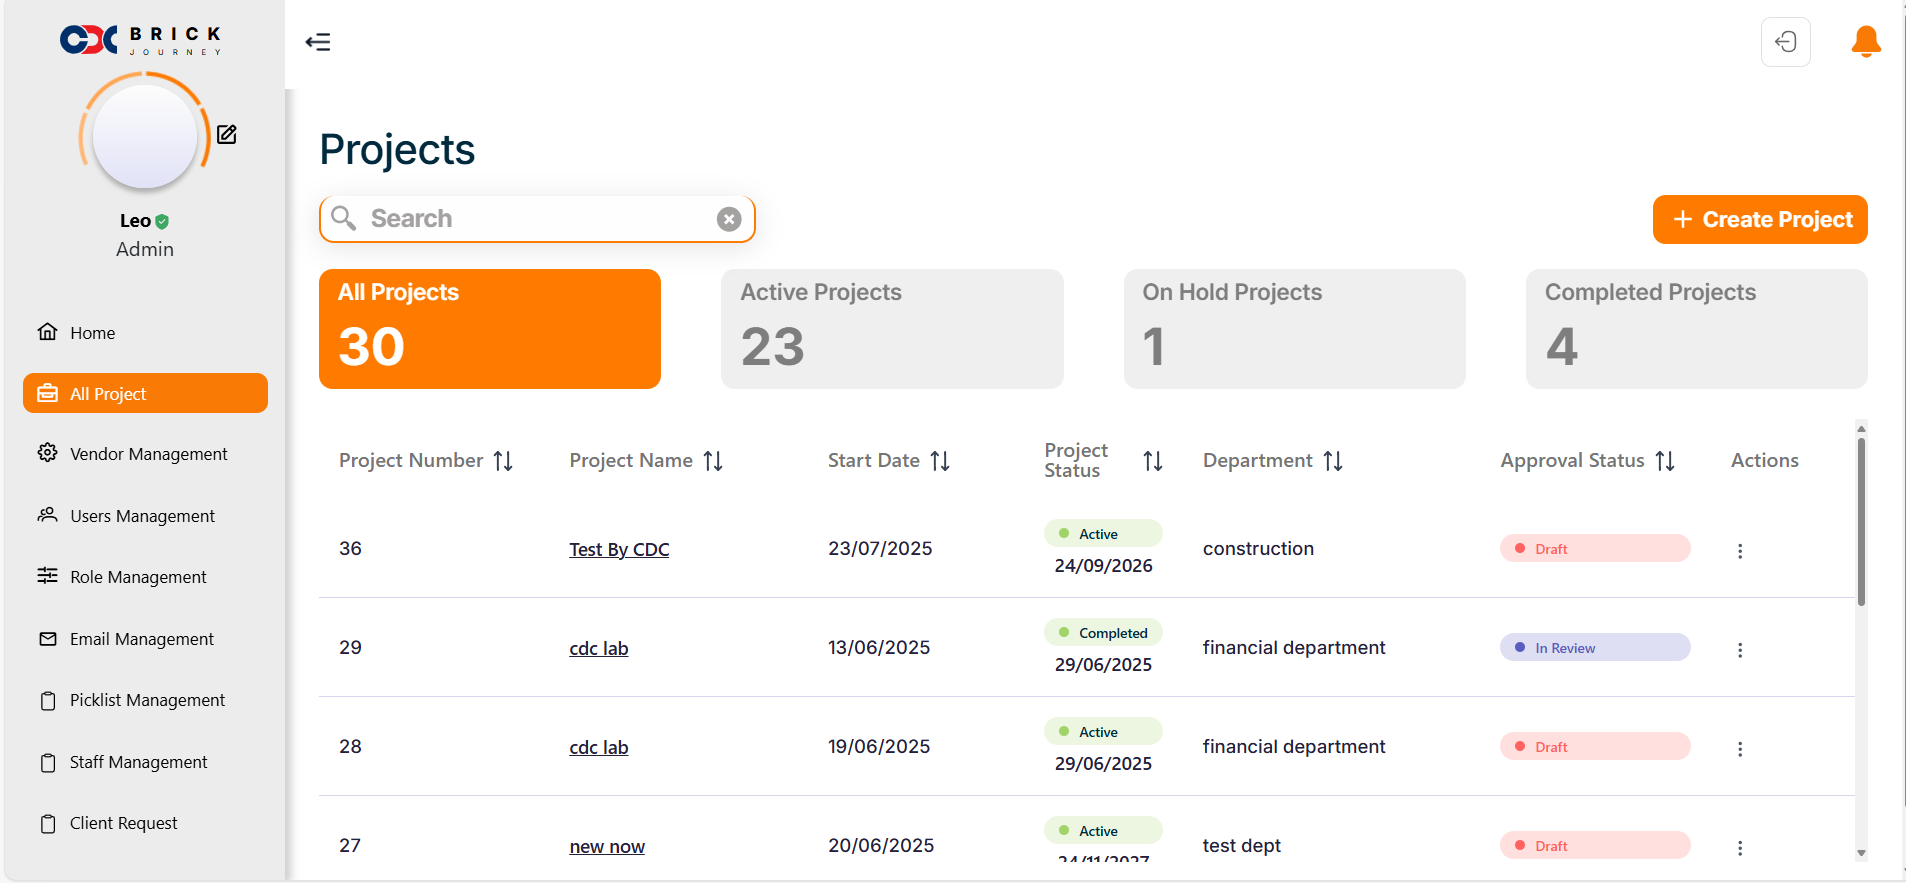 CDC BRICK
JOURNEY
Leo
Admin
Home
All Project
Vendor Management
Users Management
Role Management
Email Management
Picklist Management
Staff Management
Client Request
Projects
Search
+ Create Project
All Projects
30
Active Projects
23
On Hold Projects
1
Completed Projects
4
Project Number Project Name Start Date Project Status Department Approval Status Actions
36 Test By CDC 23/07/2025 Active construction Draft
24/09/2026
29 cdc lab 13/06/2025 Completed financial department In Review
29/06/2025
28 cdc lab 19/06/2025 Active financial department Draft
29/06/2025
27 new now 20/06/2025 Active test dept Draft
24/11/2027